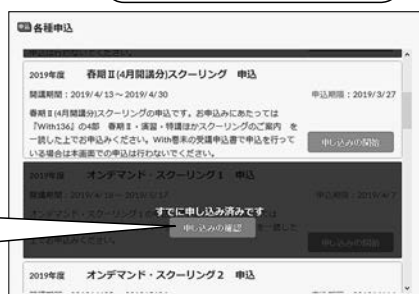 申込 各種申込
2019年度 春期Ⅱ(4月開講分)スクーリング 申込
開講期間：2019/4/13～2019/4/30 申込期限：2019/3/27
春期Ⅱ(4月開講分)スクーリングの申込です。お申込みにあたっては
『With136』の4部 春期Ⅱ・演習・特講ほかスクーリングのご案内 を
一読した上でお申込みください。With巻末の受講申込書で申込を行って
いる場合は本画面での申込は行わないでください。
申し込みの開始
2019年度 オンデマンド・スクーリング1 申込
すでに申し込み済みです
申し込みの確認
申し込みの開始
2019年度 オンデマンド・スクーリング2 申込